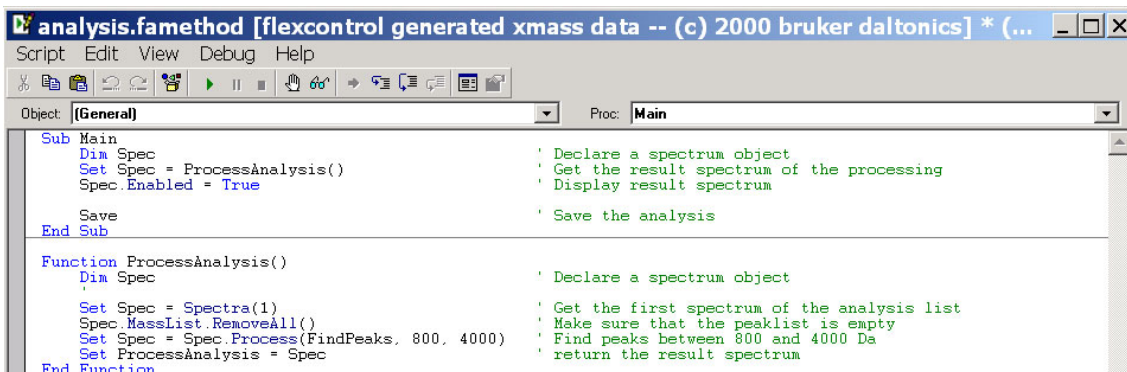 analysis.famethod [flexcontrol generated xmass data -- (c) 2000 bruker daltonics] * (...
Script Edit View Debug Help
Object: (General) Proc: Main
Sub Main
Dim Spec ' Declare a spectrum object
Set Spec = ProcessAnalysis() ' Get the result spectrum of the processing
Spec.Enabled = True ' Display result spectrum
Save ' Save the analysis
End Sub
Function ProcessAnalysis()
Dim Spec ' Declare a spectrum object
'
Set Spec = Spectra(1) ' Get the first spectrum of the analysis list
Spec.MassList.RemoveAll() ' Make sure that the peaklist is empty
Set Spec = Spec.Process(FindPeaks, 800, 4000) ' Find peaks between 800 and 4000 Da
Set ProcessAnalysis = Spec ' return the result spectrum
End Function